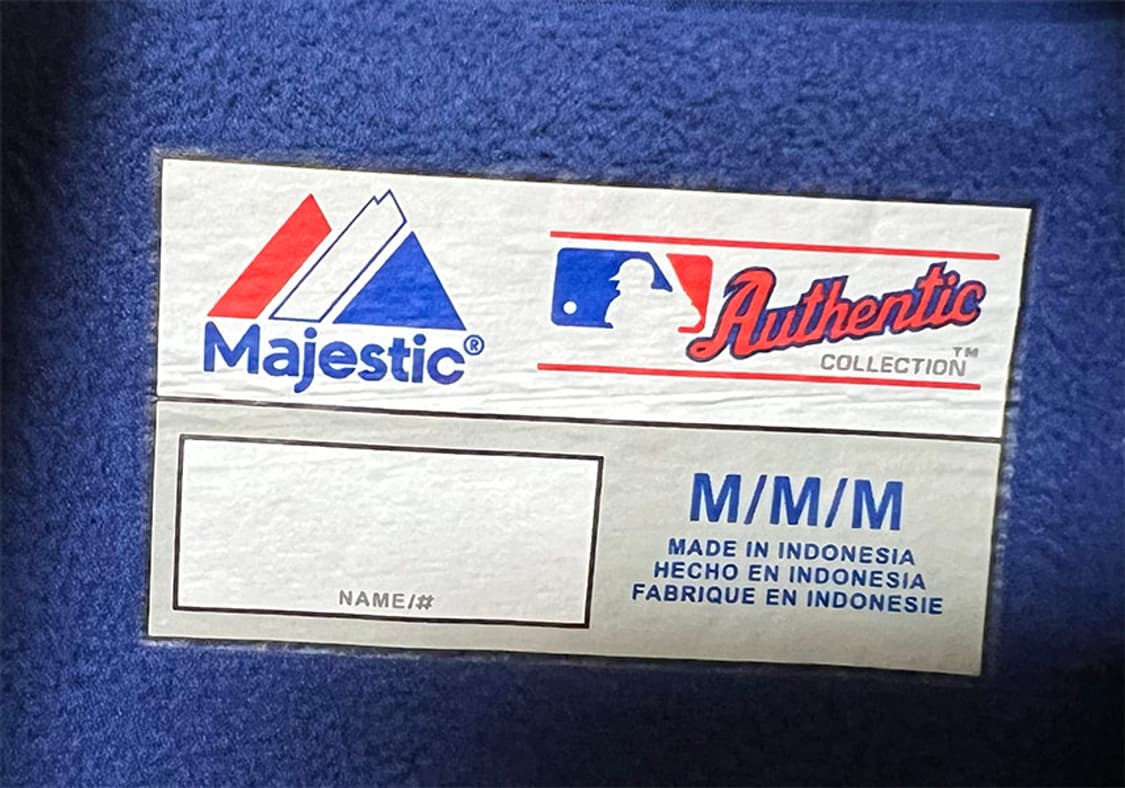 Majestic®
Authentic
COLLECTION™
NAME/#
M/M/M
MADE IN INDONESIA
HECHO EN INDONESIA
FABRIQUE EN INDONESIE